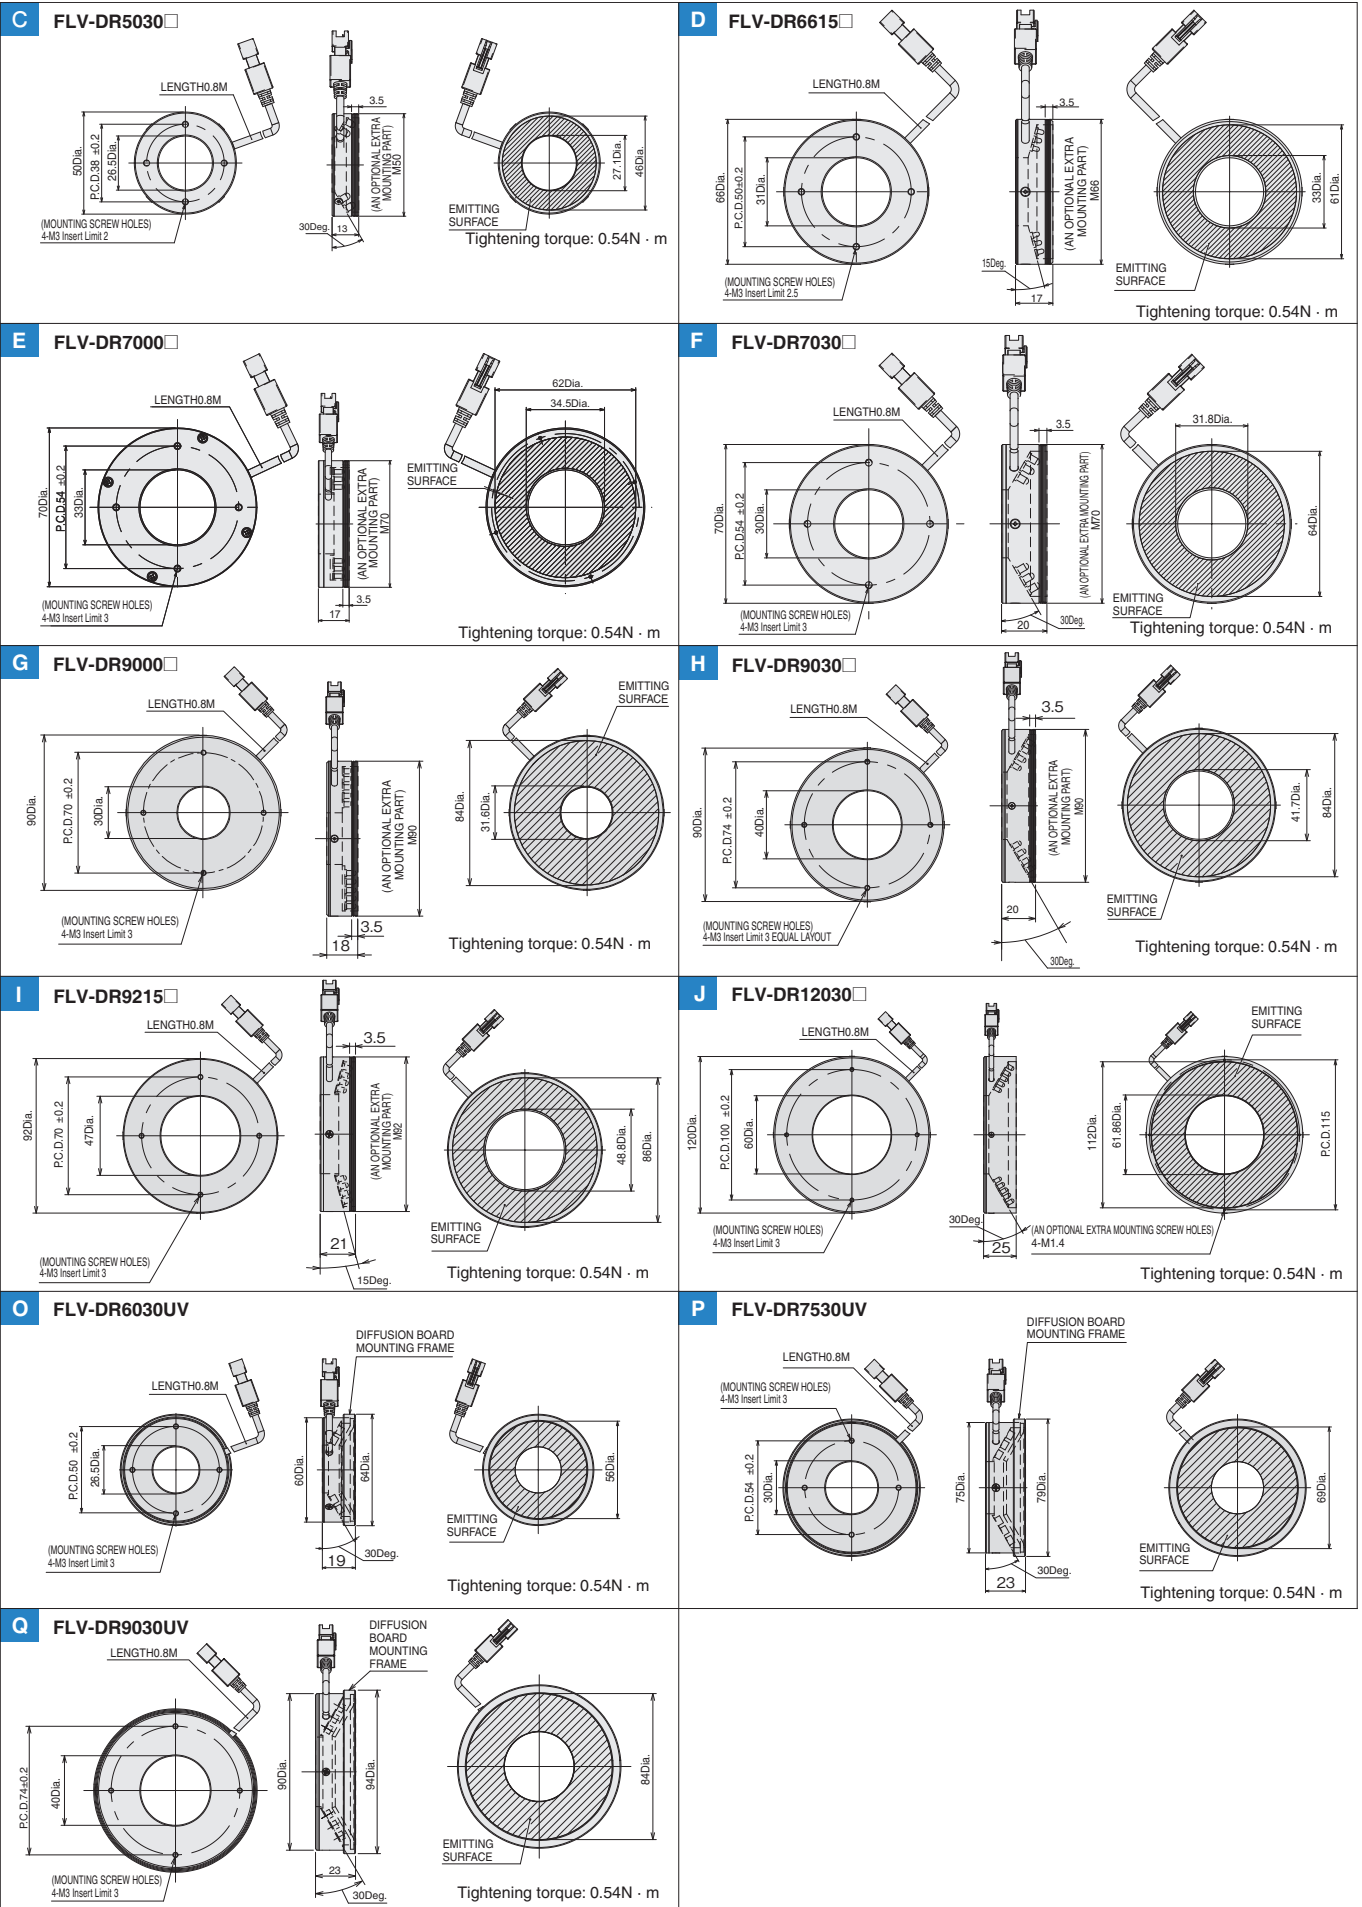 C FLV-DR5030□
LENGTH0.8M
50Dia.
P.C.D.38 ±0.2
26.5Dia.
(MOUNTING SCREW HOLES)
4-M3 Insert Limit 2
3.5
(AN OPTIONAL EXTRA
MOUNTING PART)
M50
30Deg.
13
27.1Dia.
46Dia.
EMITTING
SURFACE
Tightening torque: 0.54N · m
D FLV-DR6615□
LENGTH0.8M
66Dia.
P.C.D.50±0.2
31Dia.
(MOUNTING SCREW HOLES)
4-M3 Insert Limit 2.5
3.5
(AN OPTIONAL EXTRA
MOUNTING PART)
M66
15Deg.
17
33Dia.
61Dia.
EMITTING
SURFACE
Tightening torque: 0.54N · m
E FLV-DR7000□
LENGTH0.8M
70Dia.
P.C.D.54 ±0.2
33Dia.
(MOUNTING SCREW HOLES)
4-M3 Insert Limit 3
(AN OPTIONAL EXTRA
MOUNTING PART)
M70
3.5
17
62Dia.
34.5Dia.
EMITTING
SURFACE
Tightening torque: 0.54N · m
F FLV-DR7030□
LENGTH0.8M
70Dia.
P.C.D.54 ±0.2
30Dia.
(MOUNTING SCREW HOLES)
4-M3 Insert Limit 3
3.5
(AN OPTIONAL EXTRA MOUNTING PART)
M70
30Deg.
20
31.8Dia.
64Dia.
EMITTING
SURFACE
Tightening torque: 0.54N · m
G FLV-DR9000□
LENGTH0.8M
90Dia.
P.C.D.70 ±0.2
30Dia.
(MOUNTING SCREW HOLES)
4-M3 Insert Limit 3
(AN OPTIONAL EXTRA
MOUNTING PART)
M90
3.5
18
EMITTING
SURFACE
84Dia.
31.6Dia.
Tightening torque: 0.54N · m
H FLV-DR9030□
LENGTH0.8M
90Dia.
P.C.D.74 ±0.2
40Dia.
(MOUNTING SCREW HOLES)
4-M3 Insert Limit 3 EQUAL LAYOUT
3.5
(AN OPTIONAL EXTRA
MOUNTING PART)
M90
20
30Deg.
41.7Dia.
84Dia.
EMITTING
SURFACE
Tightening torque: 0.54N · m
I FLV-DR9215□
LENGTH0.8M
92Dia.
P.C.D.70 ±0.2
47Dia.
(MOUNTING SCREW HOLES)
4-M3 Insert Limit 3
3.5
(AN OPTIONAL EXTRA
MOUNTING PART)
M92
21
15Deg.
48.8Dia.
86Dia.
EMITTING
SURFACE
Tightening torque: 0.54N · m
J FLV-DR12030□
LENGTH0.8M
120Dia.
P.C.D.100 ±0.2
60Dia.
(MOUNTING SCREW HOLES)
4-M3 Insert Limit 3
30Deg.
25
EMITTING
SURFACE
112Dia.
61.86Dia.
P.C.D.115
(AN OPTIONAL EXTRA MOUNTING SCREW HOLES)
4-M1.4
Tightening torque: 0.54N · m
O FLV-DR6030UV
LENGTH0.8M
P.C.D.50 ±0.2
26.5Dia.
(MOUNTING SCREW HOLES)
4-M3 Insert Limit 3
DIFFUSION BOARD
MOUNTING FRAME
60Dia.
64Dia.
30Deg.
19
56Dia.
EMITTING
SURFACE
Tightening torque: 0.54N · m
P FLV-DR7530UV
LENGTH0.8M
(MOUNTING SCREW HOLES)
4-M3 Insert Limit 3
P.C.D.54 ±0.2
30Dia.
DIFFUSION BOARD
MOUNTING FRAME
75Dia.
79Dia.
30Deg.
23
69Dia.
EMITTING
SURFACE
Tightening torque: 0.54N · m
Q FLV-DR9030UV
LENGTH0.8M
P.C.D.74±0.2
40Dia.
(MOUNTING SCREW HOLES)
4-M3 Insert Limit 3
DIFFUSION
BOARD
MOUNTING
FRAME
90Dia.
94Dia.
23
30Deg.
84Dia.
EMITTING
SURFACE
Tightening torque: 0.54N · m